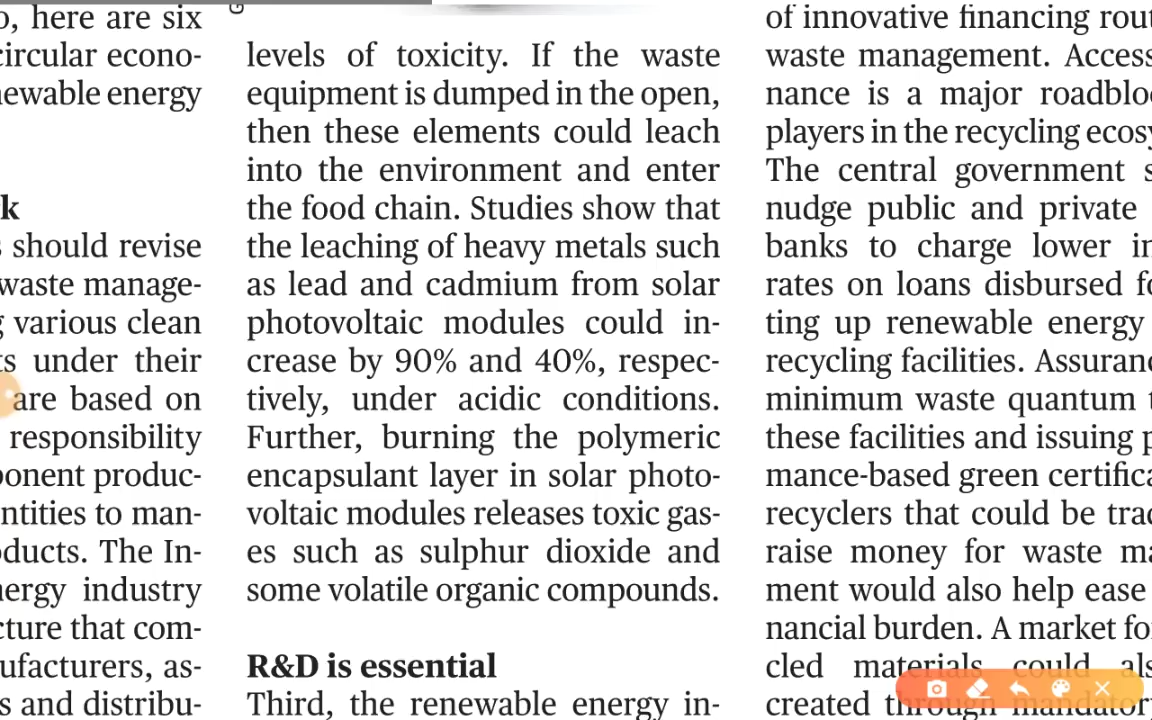 o, here are six
circular econo-
newable energy
k
should revise
waste manage-
various clean
under their
are based on
responsibility
ponent produc-
ntities to man-
ducts. The In-
nergy industry
cture that com-
ufacturers, as-
s and distribu-
levels of toxicity. If the waste
equipment is dumped in the open,
then these elements could leach
into the environment and enter
the food chain. Studies show that
the leaching of heavy metals such
as lead and cadmium from solar
photovoltaic modules could in-
crease by 90% and 40%, respec-
tively, under acidic conditions.
Further, burning the polymeric
encapsulant layer in solar photo-
voltaic modules releases toxic gas-
es such as sulphur dioxide and
some volatile organic compounds.
R&D is essential
Third, the renewable energy in-
of innovative financing rout
waste management. Access
nance is a major roadbloc
players in the recycling ecosy
The central government s
nudge public and private
banks to charge lower in
rates on loans disbursed fo
ting up renewable energy
recycling facilities. Assuranc
minimum waste quantum t
these facilities and issuing p
mance-based green certifica
recyclers that could be trad
raise money for waste ma
ment would also help ease
nancial burden. A market fo
cled materials could als
created through mandatory